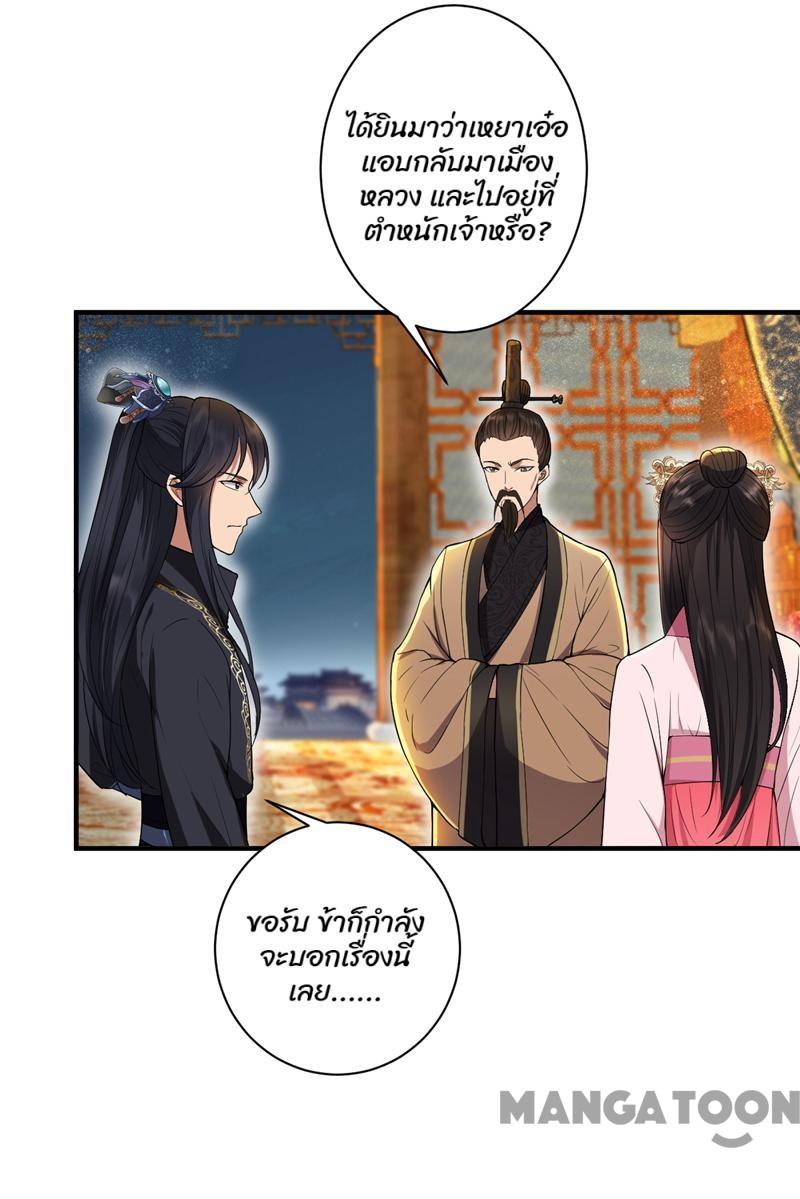 ได้ยินมาว่าเหยาเอ๋อ
แอบกลับมาเมือง
หลวง และไปอยู่ที่
ตำหนักเจ้าหรือ?
ขอรับ ข้าก็กำลัง
จะบอกเรื่องนี้
เลย......
MANGATOON